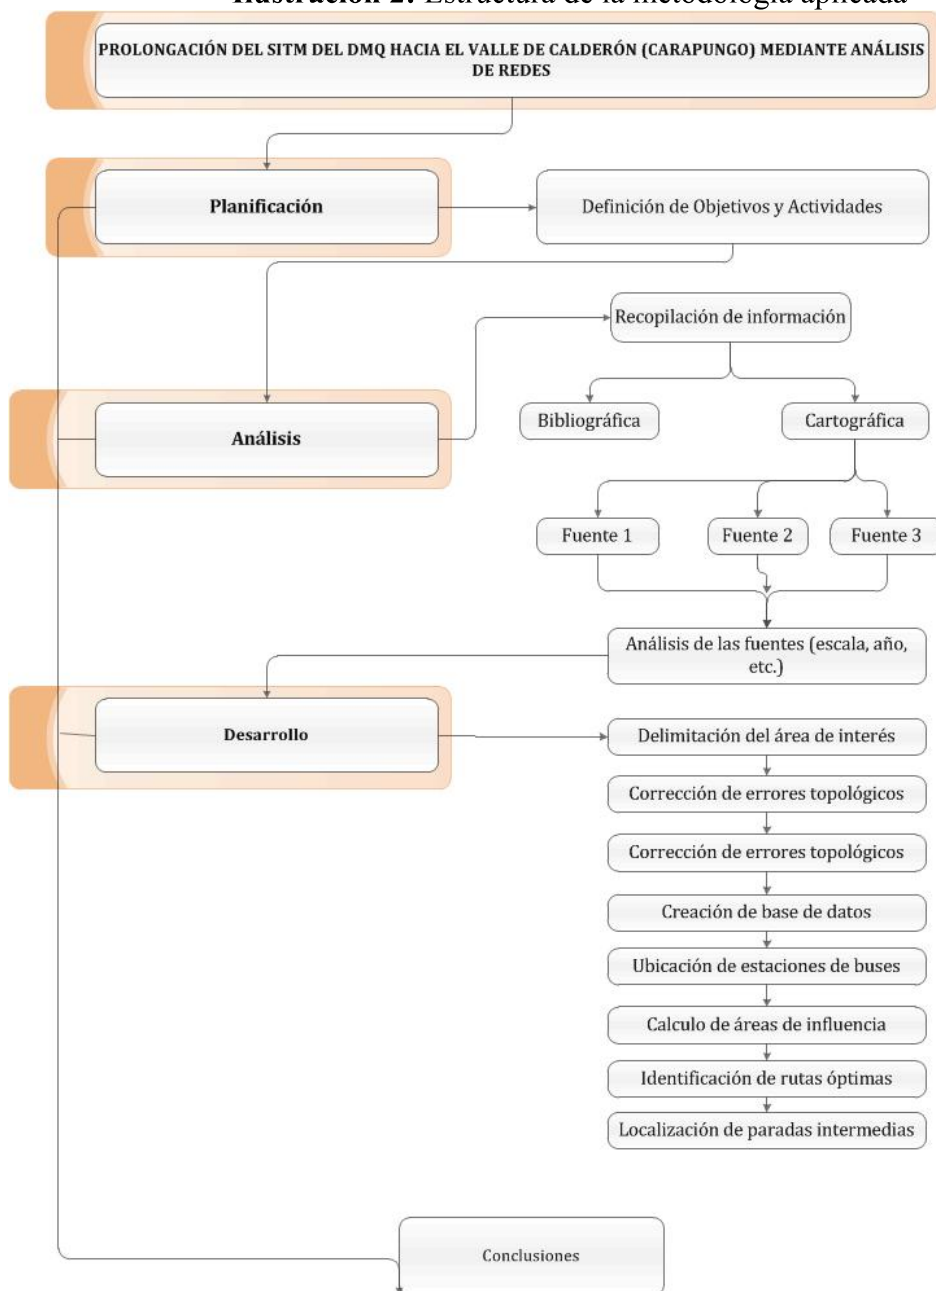 Ilustración 2: Estructura de la metodología aplicada
PROLONGACIÓN DEL SITM DEL DMQ HACIA EL VALLE DE CALDERÓN (CARAPUNGO) MEDIANTE ANÁLISIS
DE REDES
Planificación
Definición de Objetivos y Actividades
Recopilación de información
Análisis
Bibliográfica
Cartográfica
Fuente 1
Fuente 2
Fuente 3
Análisis de las fuentes (escala, año,
etc.)
Desarrollo
Delimitación del área de interés
Corrección de errores topológicos
Corrección de errores topológicos
Creación de base de datos
Ubicación de estaciones de buses
Calculo de áreas de influencia
Identificación de rutas óptimas
Localización de paradas intermedias
Conclusiones